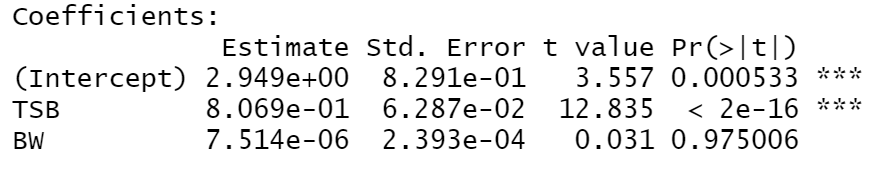 Coefficients:
Estimate Std. Error t value Pr(>|t|)
(Intercept) 2.949e+00 8.291e-01 3.557 0.000533 ***
TSB 8.069e-01 6.287e-02 12.835 < 2e-16 ***
BW 7.514e-06 2.393e-04 0.031 0.975006